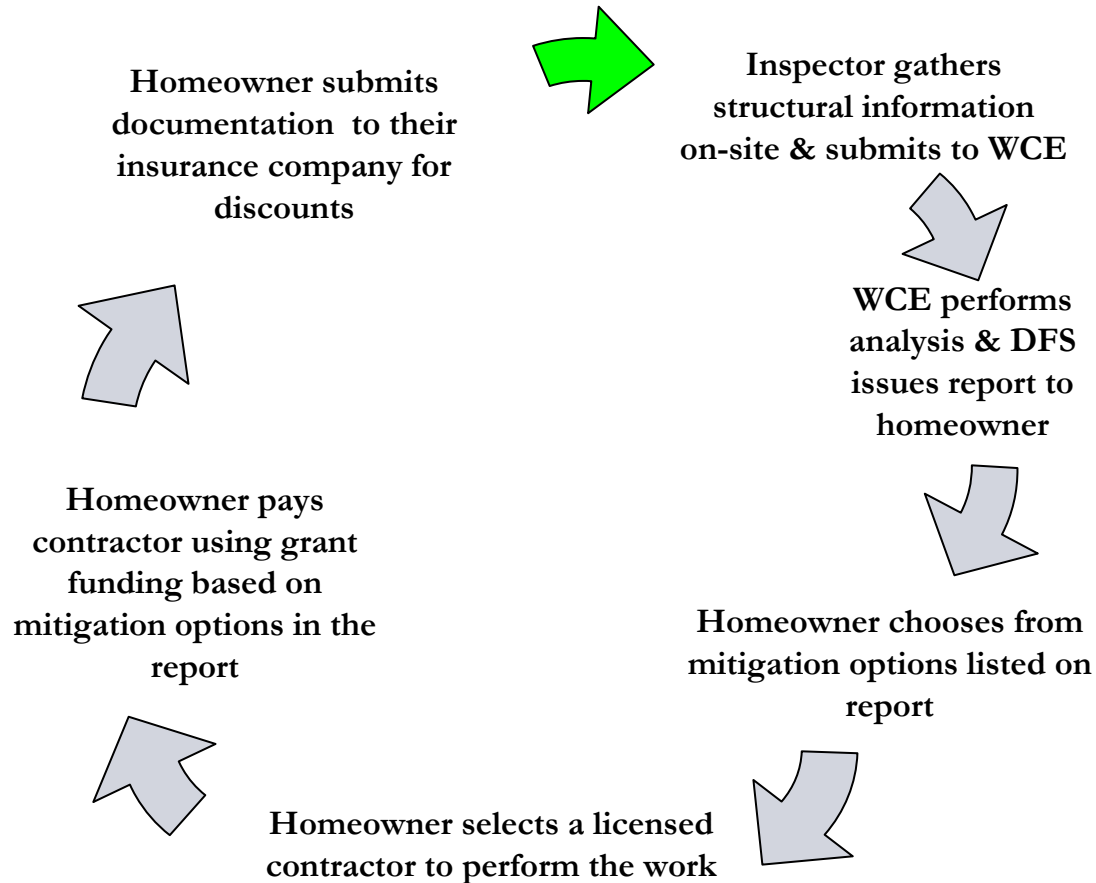 Inspector gathers
structural information
on-site & submits to WCE
WCE performs
analysis & DFS
issues report to
homeowner
Homeowner chooses from
mitigation options listed on
report
Homeowner selects a licensed
contractor to perform the work
Homeowner pays
contractor using grant
funding based on
mitigation options in the
report
Homeowner submits
documentation to their
insurance company for
discounts